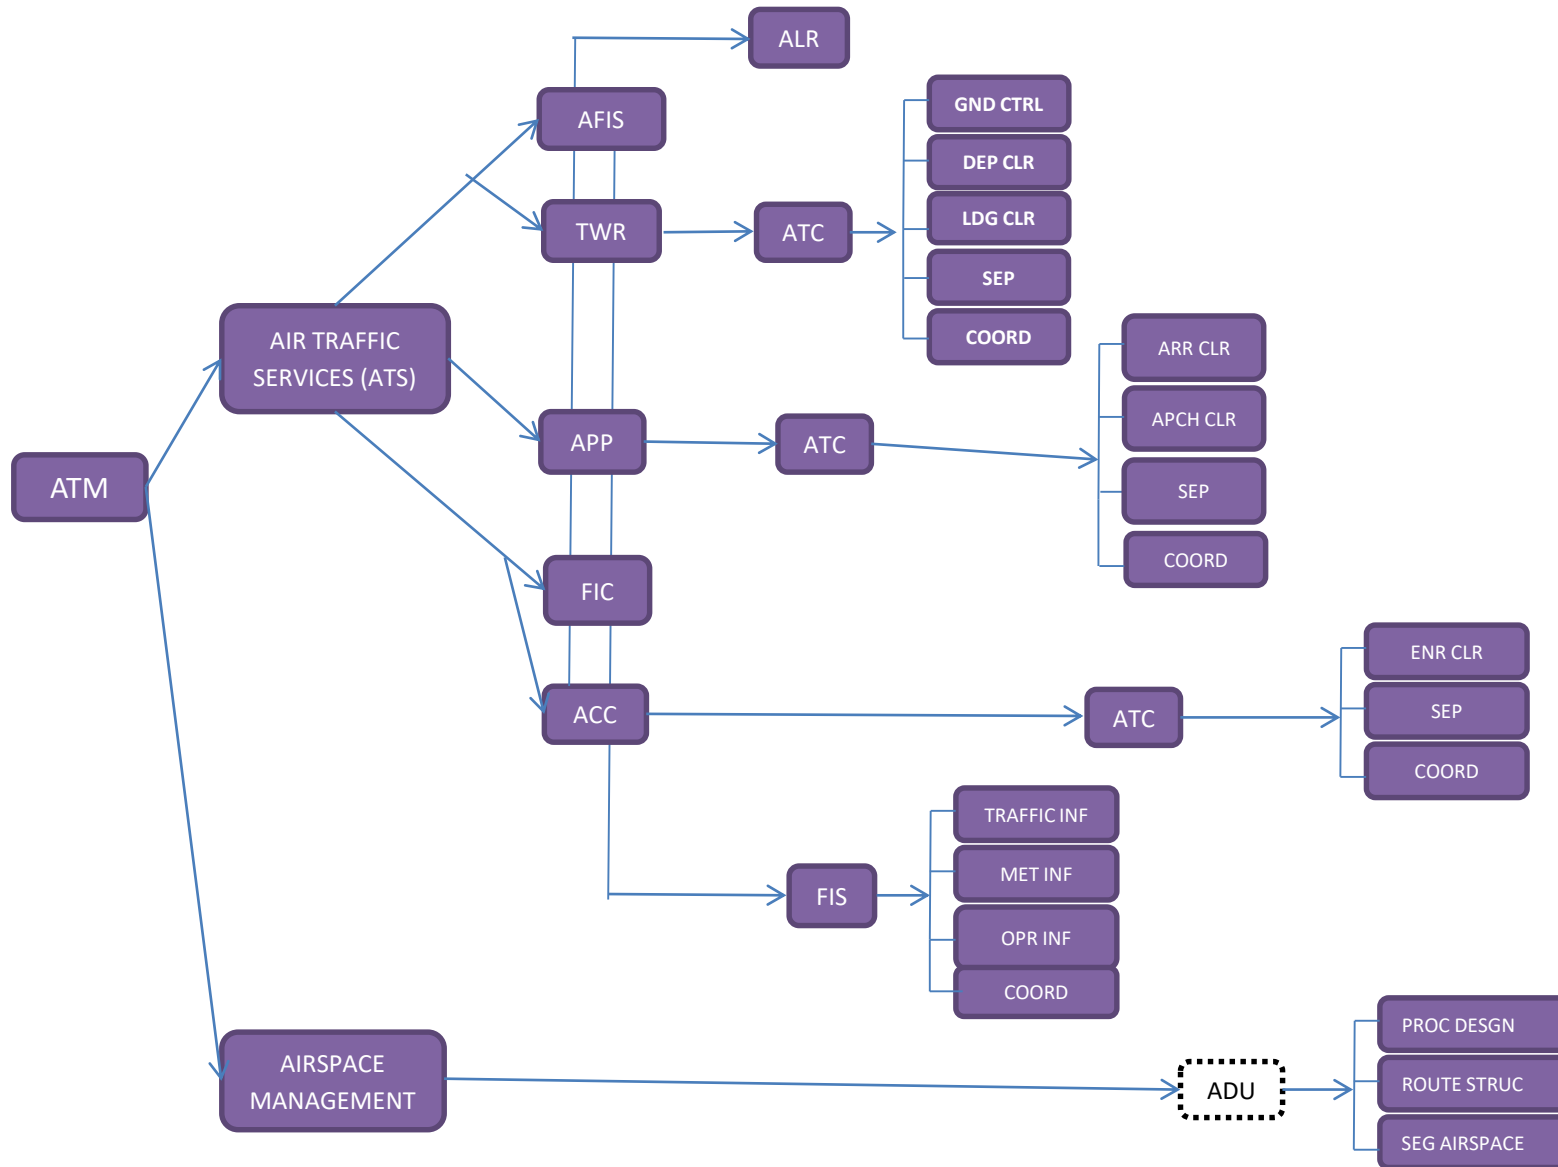 ALR
AFIS
GND CTRL
DEP CLR
LDG CLR
SEP
COORD
TWR
ATC
AIR TRAFFIC
SERVICES (ATS)
ARR CLR
APCH CLR
SEP
COORD
APP
ATC
ATM
FIC
ENR CLR
SEP
COORD
ACC
ATC
TRAFFIC INF
MET INF
OPR INF
COORD
FIS
AIRSPACE
MANAGEMENT
ADU
PROC DESGN
ROUTE STRUC
SEG AIRSPACE